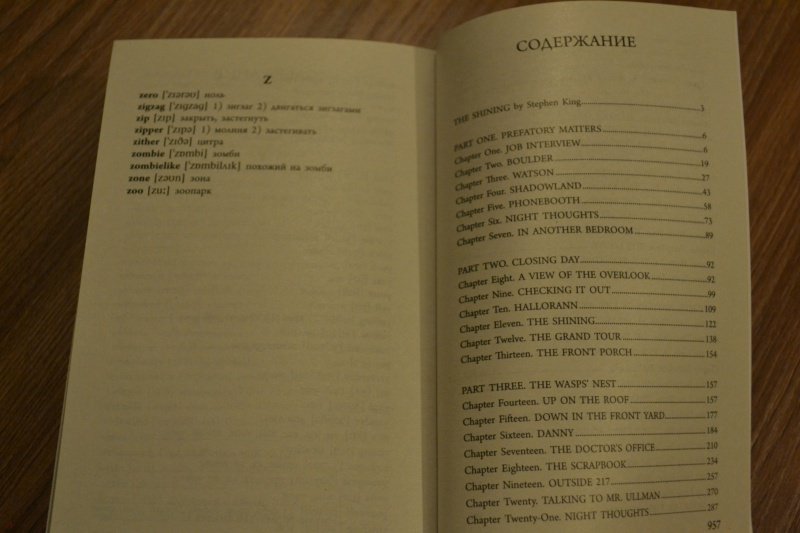 Z
zero ['zɪərəʊ] ноль
zigzag ['zɪgzæg] 1) зигзаг 2) двигаться зигзагами
zip [zɪp] закрыть, застегнуть
zipper ['zɪpə] 1) молния 2) застегивать
zither ['zɪðə] цитра
zombie ['zɒmbi] зомби
zombielike ['zɒmbilaɪk] похожий на зомби
zone [zəʊn] зона
zoo [zuː] зоопарк
СОДЕРЖАНИЕ
THE SHINING by Stephen King 3
PART ONE. PREFATORY MATTERS 6
Chapter One. JOB INTERVIEW 6
Chapter Two. BOULDER 19
Chapter Three. WATSON 27
Chapter Four. SHADOWLAND 43
Chapter Five. PHONEBOOTH 58
Chapter Six. NIGHT THOUGHTS 73
Chapter Seven. IN ANOTHER BEDROOM 89
PART TWO. CLOSING DAY 92
Chapter Eight. A VIEW OF THE OVERLOOK 92
Chapter Nine. CHECKING IT OUT 99
Chapter Ten. HALLORANN 109
Chapter Eleven. THE SHINING 122
Chapter Twelve. THE GRAND TOUR 138
Chapter Thirteen. THE FRONT PORCH 154
PART THREE. THE WASPS' NEST 157
Chapter Fourteen. UP ON THE ROOF 157
Chapter Fifteen. DOWN IN THE FRONT YARD 177
Chapter Sixteen. DANNY 184
Chapter Seventeen. THE DOCTOR'S OFFICE 210
Chapter Eighteen. THE SCRAPBOOK 234
Chapter Nineteen. OUTSIDE 217 257
Chapter Twenty. TALKING TO MR. ULLMAN 270
Chapter Twenty-One. NIGHT THOUGHTS 287
957